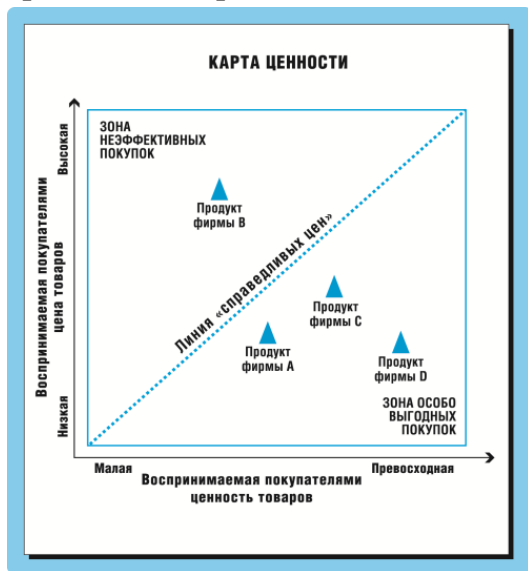 КАРТА ЦЕННОСТИ
Воспринимаемая покупателями
цена товаров
Высокая
Низкая
ЗОНА
НЕЭФФЕКТИВНЫХ
ПОКУПОК
Продукт
фирмы B
Линия «справедливых цен»
Продукт
фирмы C
Продукт
фирмы A
Продукт
фирмы D
ЗОНА ОСОБО
ВЫГОДНЫХ
ПОКУПОК
Малая
Превосходная
Воспринимаемая покупателями
ценность товаров